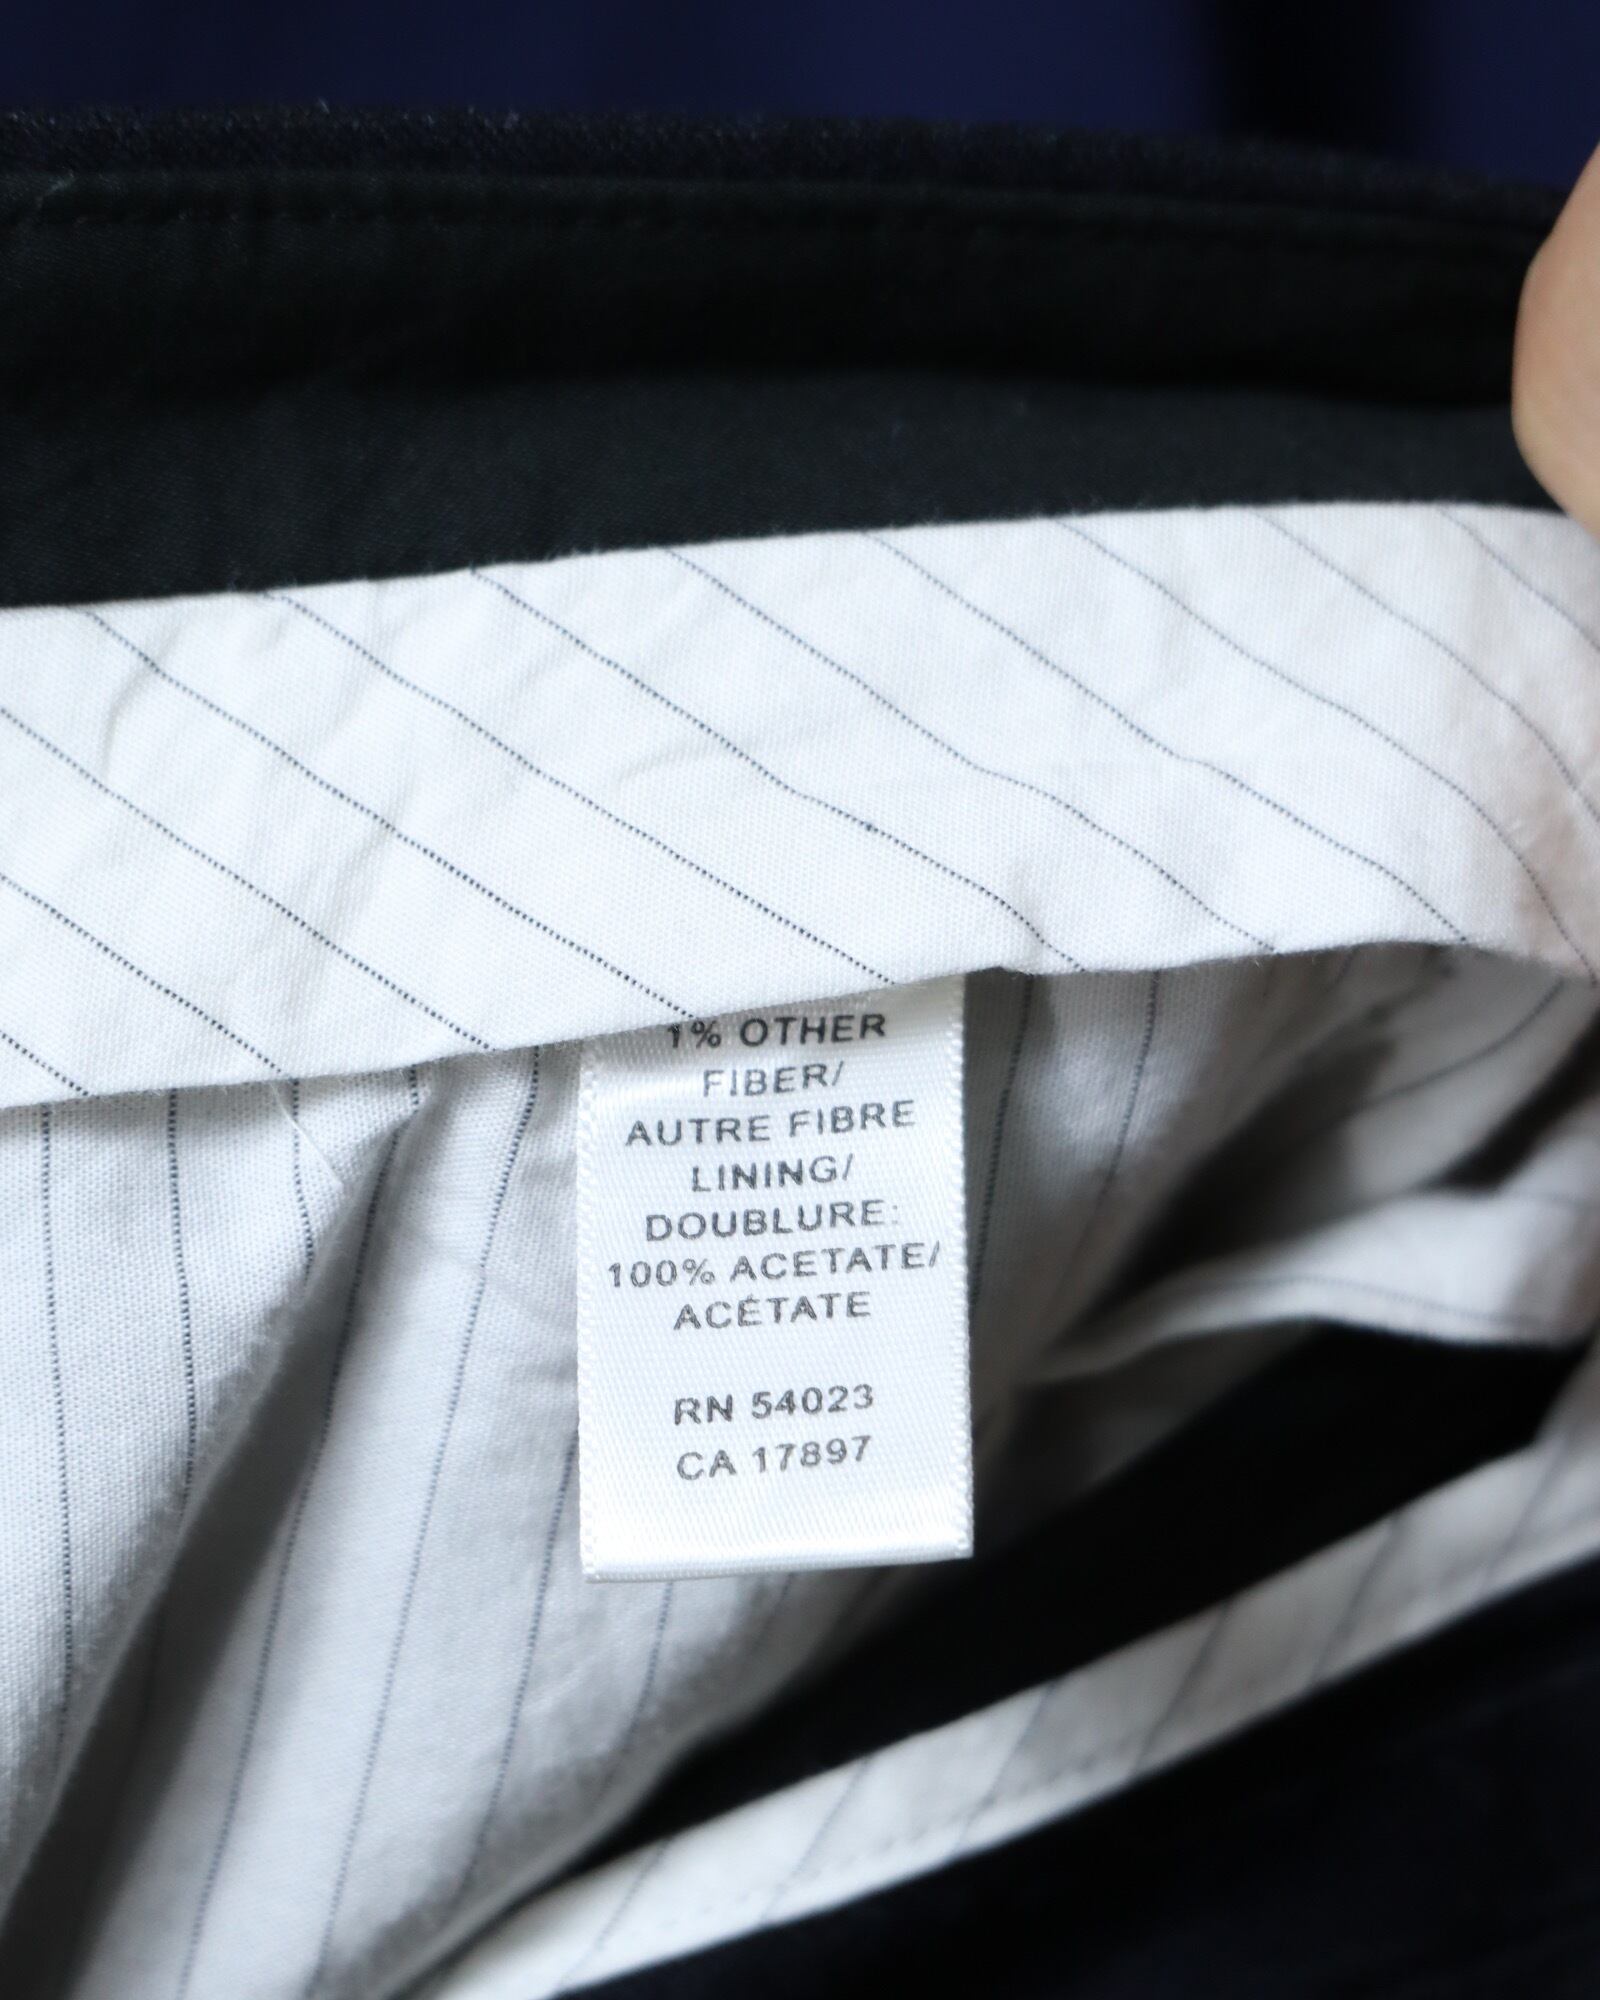 1% OTHER
FIBER/
AUTRE FIBRE
LINING/
DOUBLURE:
100% ACETATE/
ACÉTATE
RN 54023
CA 17897